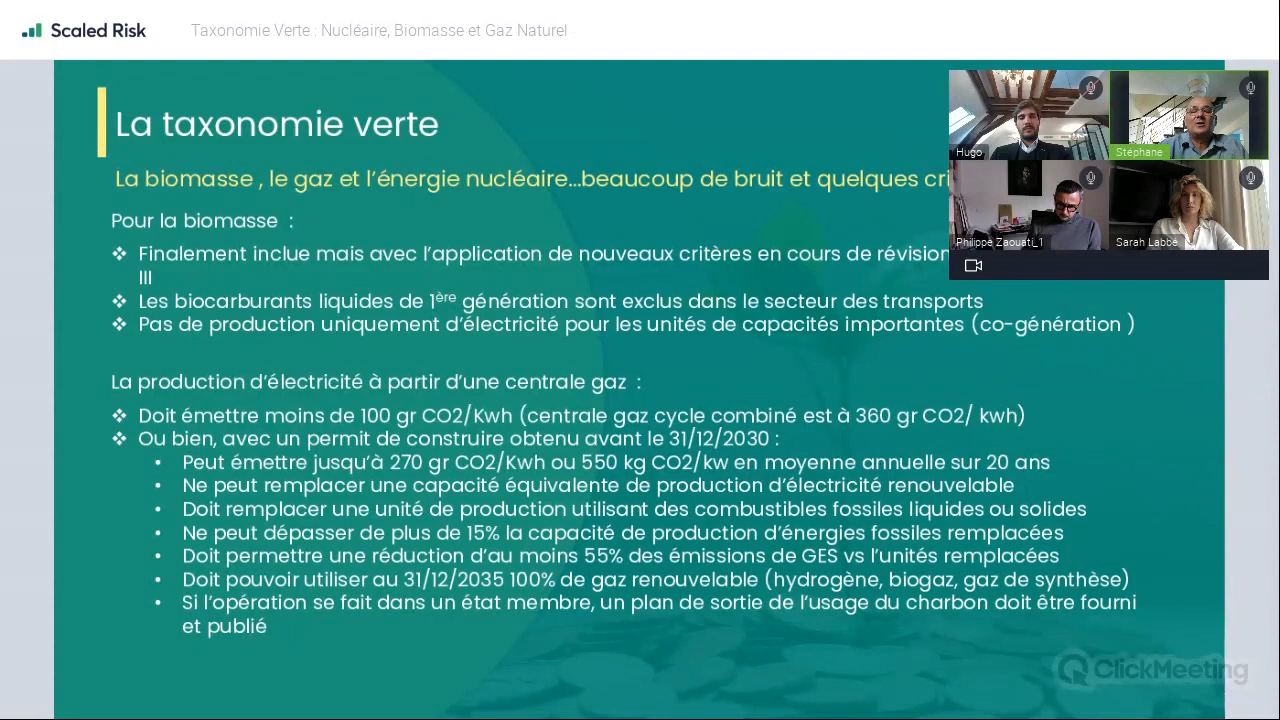 Scaled Risk
Taxonomie Verte : Nucléaire, Biomasse et Gaz Naturel
La taxonomie verte
La biomasse , le gaz et l’énergie nucléaire...beaucoup de bruit et quelques
Pour la biomasse :
❖ Finalement inclue mais avec l’application de nouveaux critères en cours de révision
III
❖ Les biocarburants liquides de 1ère génération sont exclus dans le secteur des transports
❖ Pas de production uniquement d’électricité pour les unités de capacités importantes (co-génération )
La production d’électricité à partir d’une centrale gaz :
❖ Doit émettre moins de 100 gr CO2/Kwh (centrale gaz cycle combiné est à 360 gr CO2/ kwh)
❖ Ou bien, avec un permit de construire obtenu avant le 31/12/2030 :
• Peut émettre jusqu’à 270 gr CO2/Kwh ou 550 kg CO2/kw en moyenne annuelle sur 20 ans
• Ne peut remplacer une capacité équivalente de production d’électricité renouvelable
• Doit remplacer une unité de production utilisant des combustibles fossiles liquides ou solides
• Ne peut dépasser de plus de 15% la capacité de production d’énergies fossiles remplacées
• Doit permettre une réduction d’au moins 55% des émissions de GES vs l’unités remplacées
• Doit pouvoir utiliser au 31/12/2035 100% de gaz renouvelable (hydrogène, biogaz, gaz de synthèse)
• Si l’opération se fait dans un état membre, un plan de sortie de l’usage du charbon doit être fourni
et publié
Hugo
Stéphane
Philippe Zaouati_1
Sarah Labbé
ClickMeeting